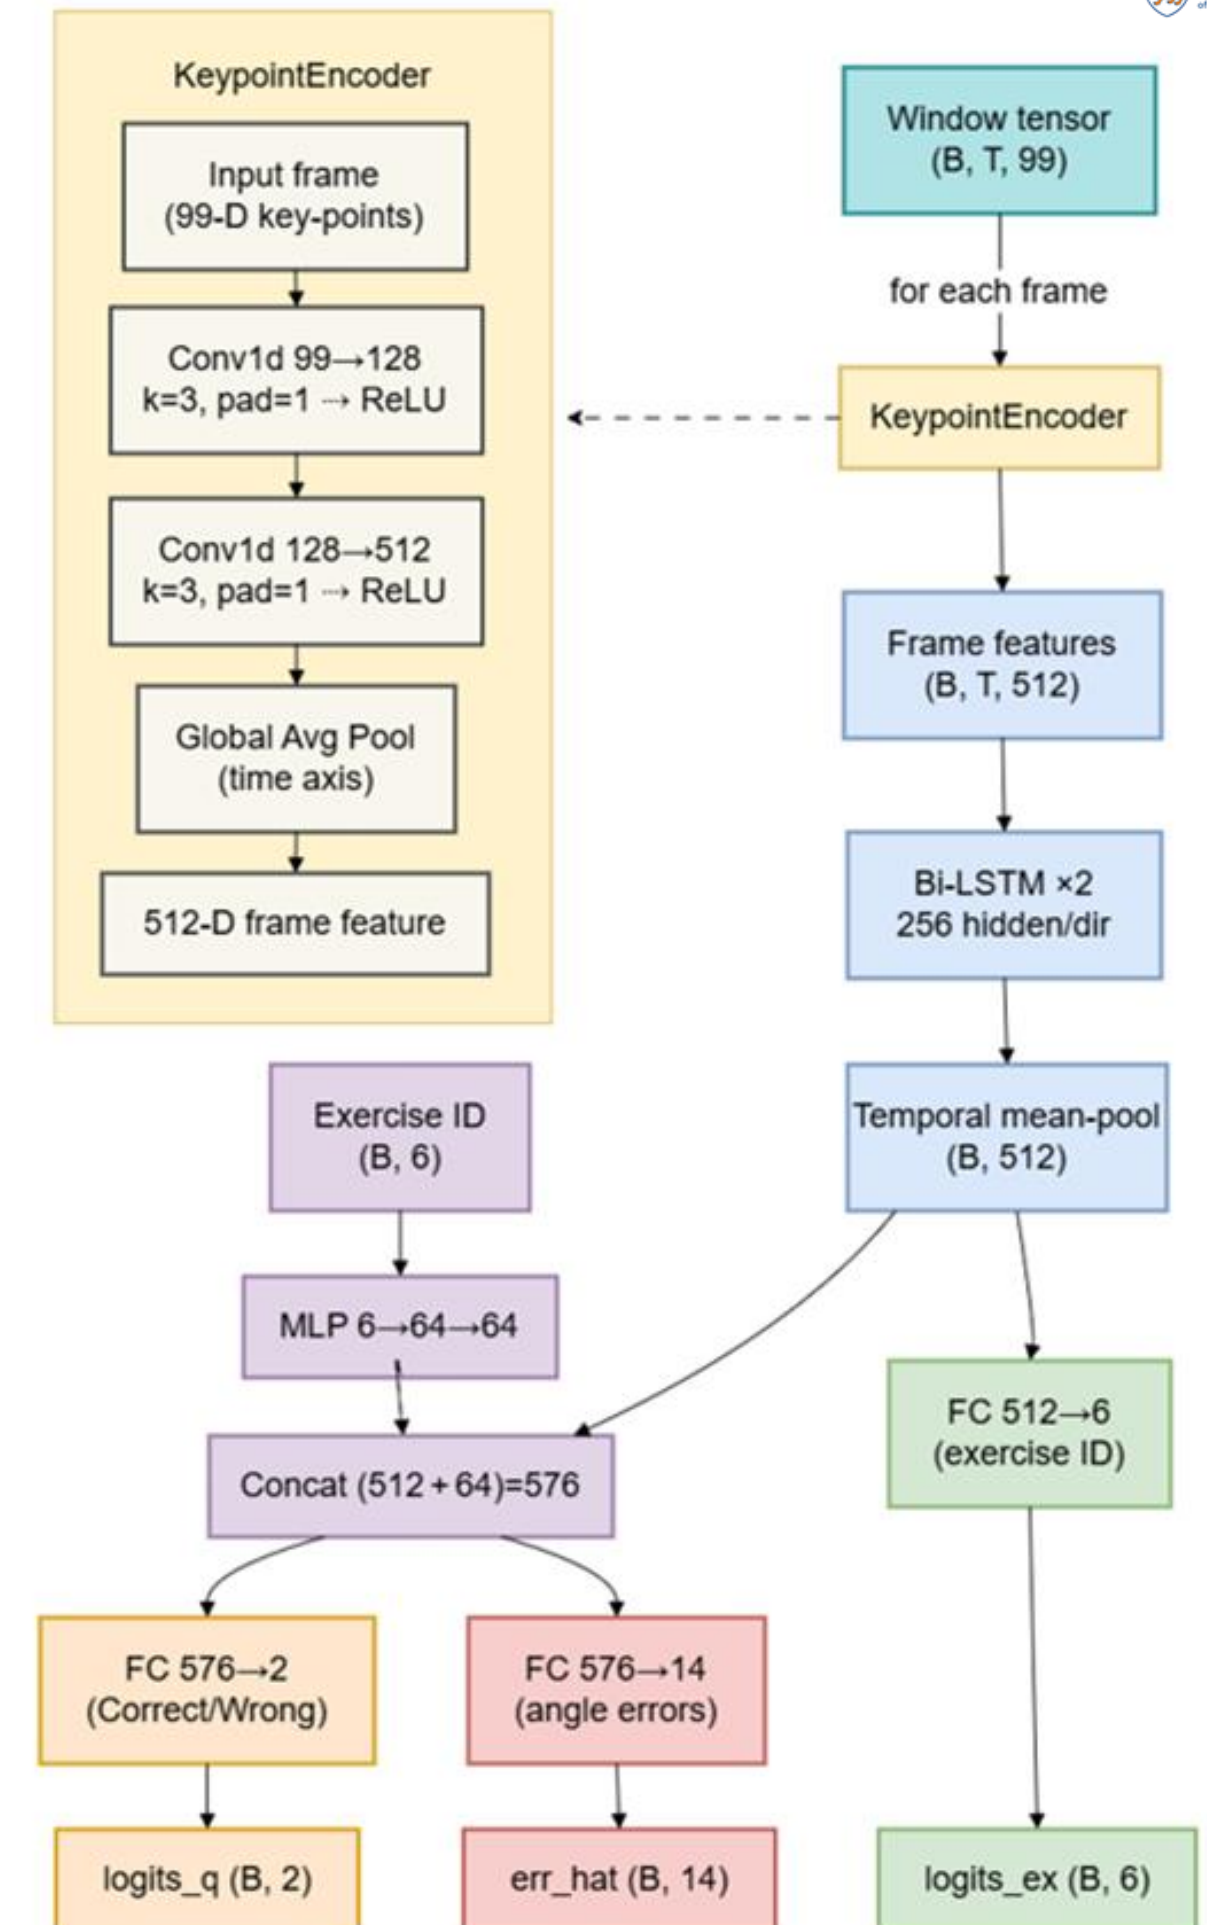 KeypointEncoder
Input frame
(99-D key-points)
Conv1d 99→128
k=3, pad=1 ⇢ ReLU
Conv1d 128→512
k=3, pad=1 ⇢ ReLU
Global Avg Pool
(time axis)
512-D frame feature
Window tensor
(B, T, 99)
for each frame
KeypointEncoder
Frame features
(B, T, 512)
Bi-LSTM ×2
256 hidden/dir
Temporal mean-pool
(B, 512)
Exercise ID
(B, 6)
MLP 6→64→64
Concat (512 + 64)=576
FC 512→6
(exercise ID)
FC 576→2
(Correct/Wrong)
FC 576→14
(angle errors)
logits_q (B, 2)
err_hat (B, 14)
logits_ex (B, 6)